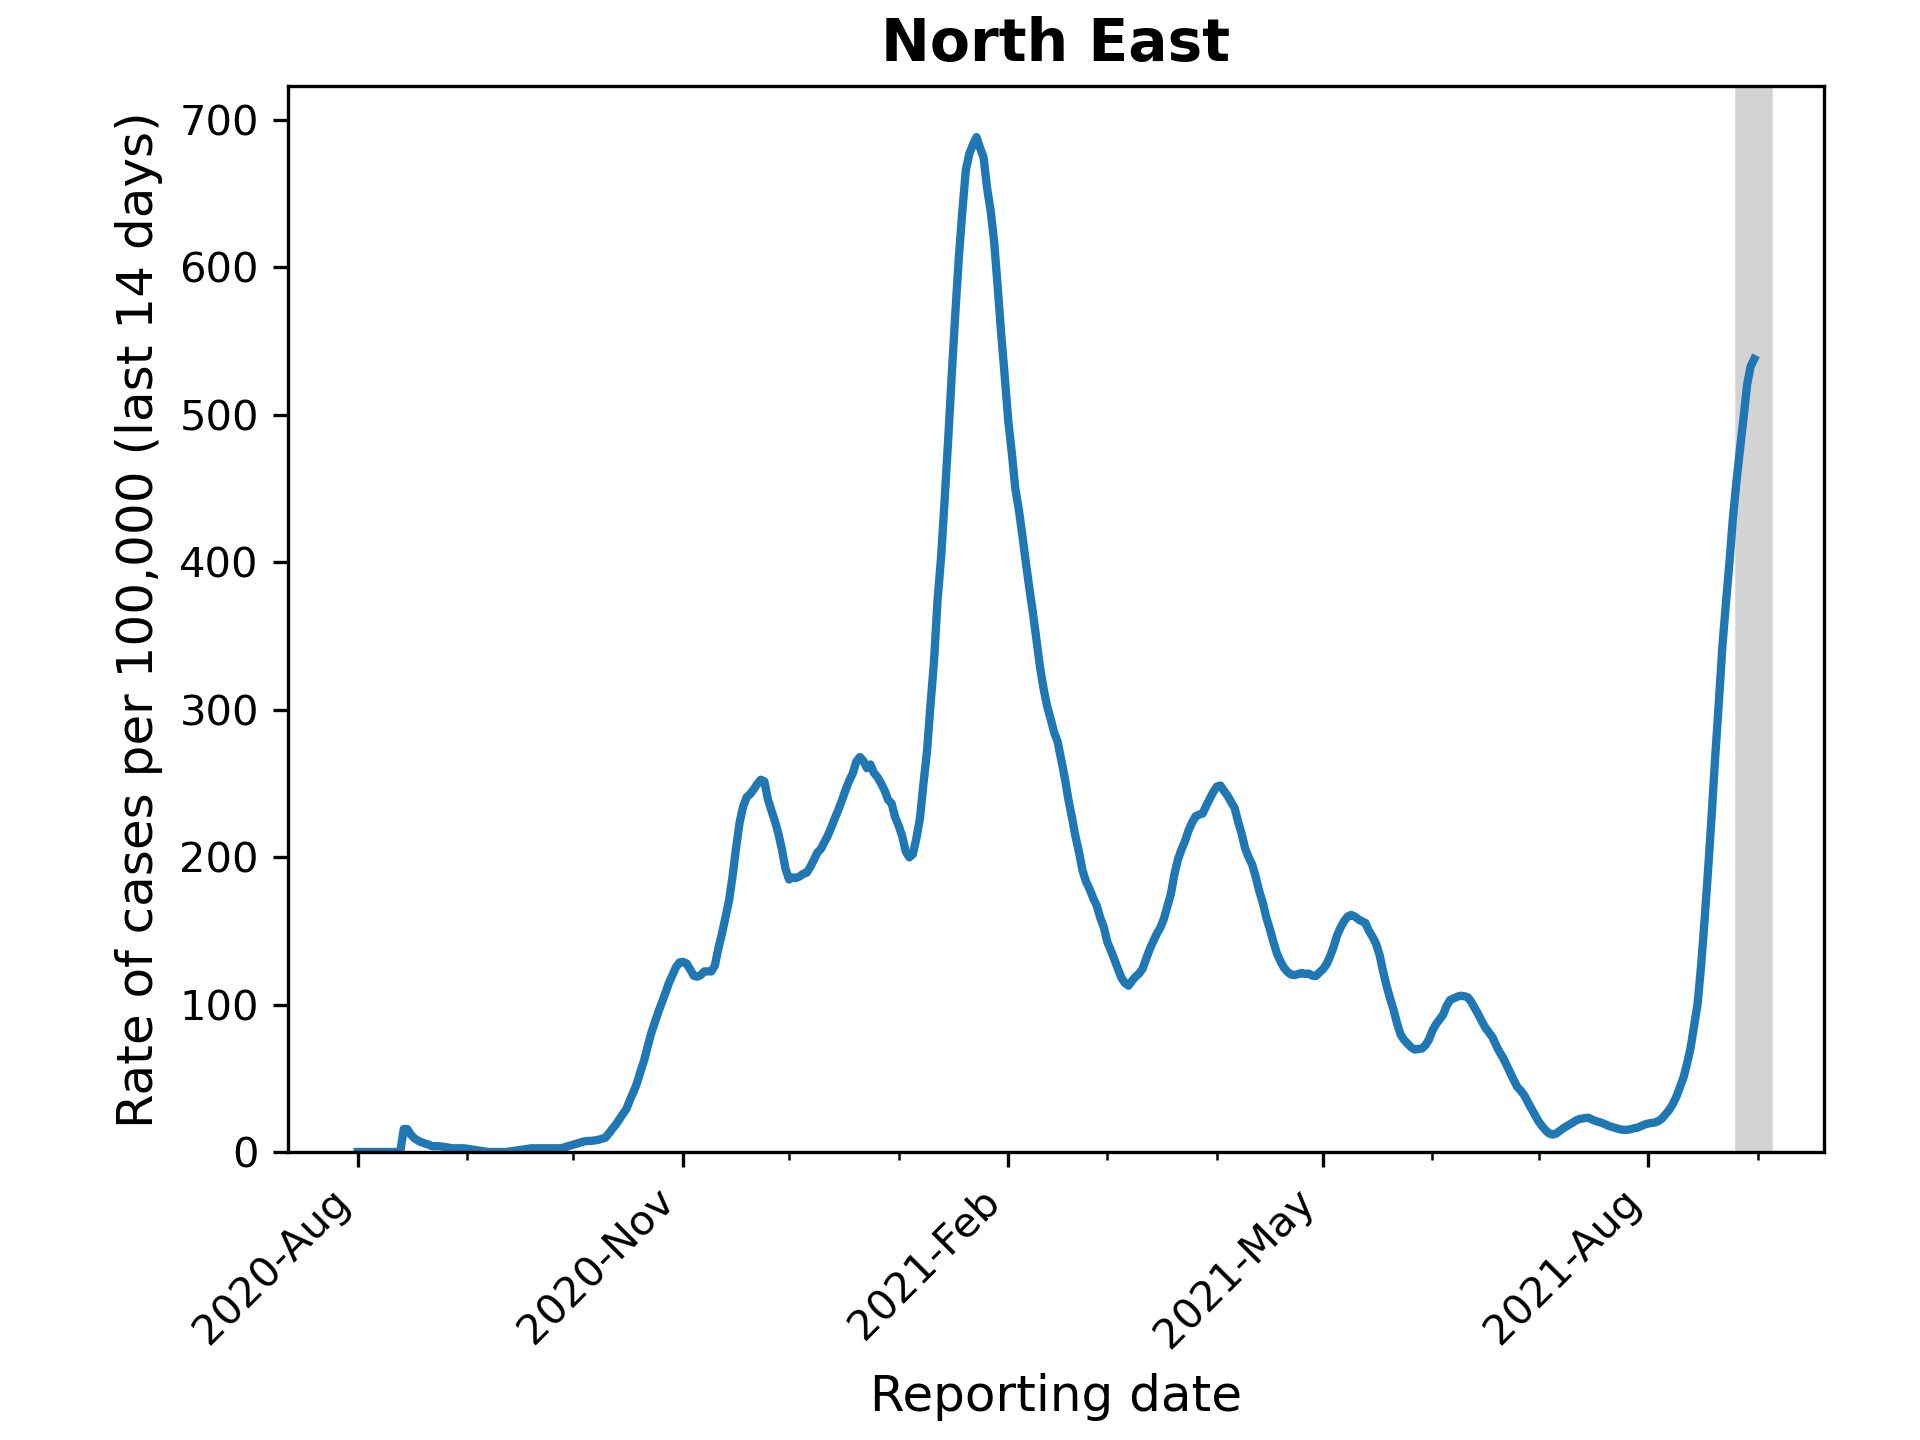 North East
Rate of cases per 100,000 (last 14 days)
700
600
500
400
300
200
100
0
2020-Aug
2020-Nov
2021-Feb
2021-May
2021-Aug
Reporting date